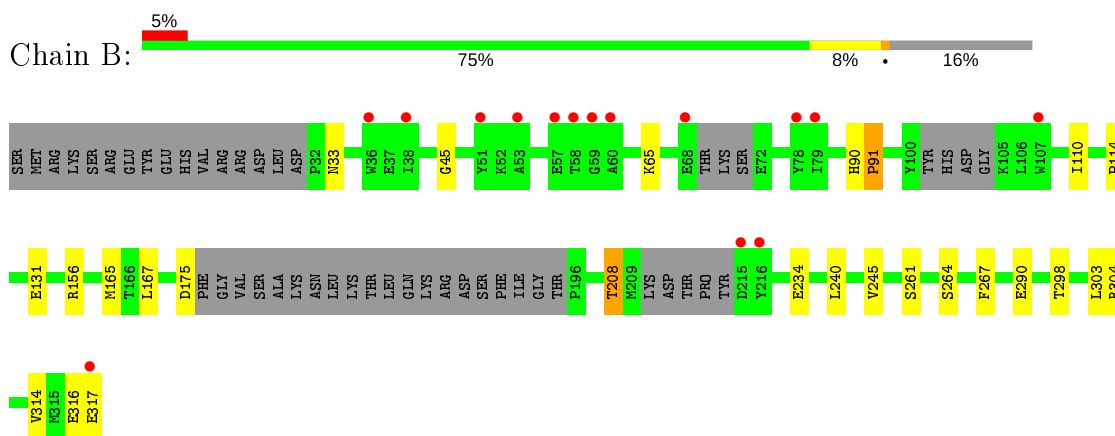 5%
Chain B:
75% 8% • 16%
SER MET ARG LYS SER ARG GLU TYR GLU HIS VAL ARG ARG ASP LEU ASP P32 N33 W36 E37 I38 G45 Y51 K52 A53 E57 T58 G59 A60 K65 E68 THR LYS SER E72 Y78 I79 H90 P91 Y100 TYR HIS ASP GLY K105 L106 W107 I110
E131 R156 M165 T166 L167 D175 PHE GLY VAL SER ALA LYS ASN LEU LYS THR LEU GLN LYS ARG ASP SER PHE ILE GLY THR P196 T208 M209 LYS ASP THR PRO TYR D215 Y216 E234 L240 V245 S261 S264 F267 E290 T298 L303
V314 M315 E316 E317